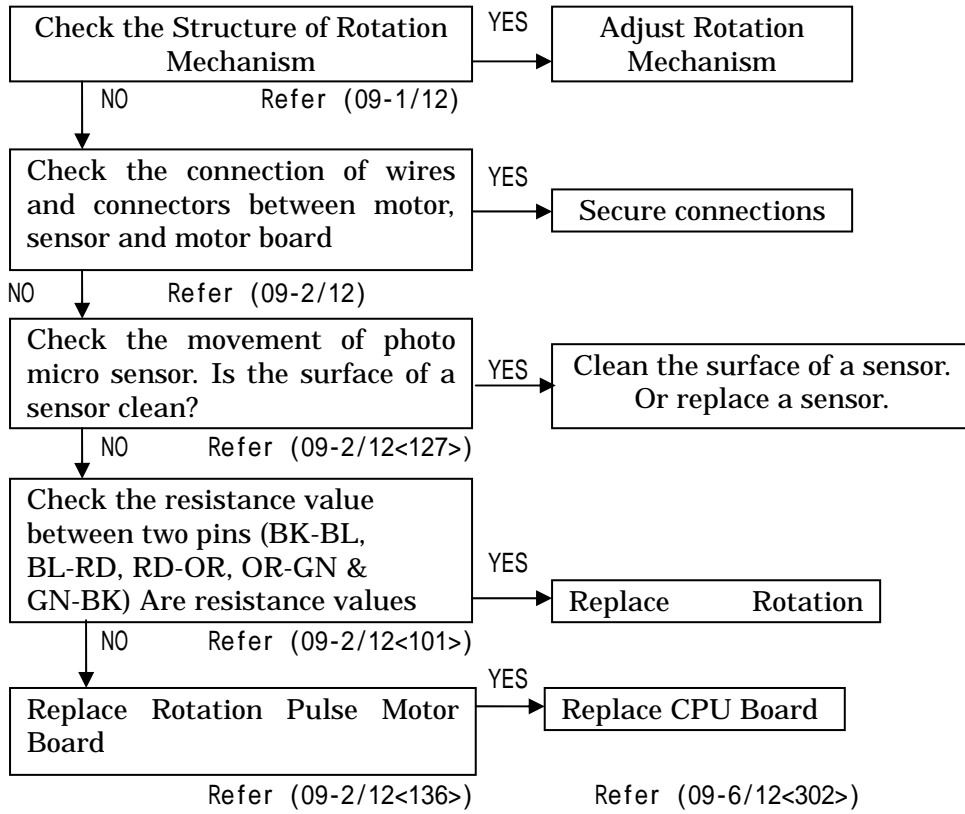 Check the Structure of Rotation
Mechanism
YES
Adjust Rotation
Mechanism
NO Refer (09-1/12)
Check the connection of wires
and connectors between motor,
sensor and motor board
YES
Secure connections
NO Refer (09-2/12)
Check the movement of photo
micro sensor. Is the surface of a
sensor clean?
YES
Clean the surface of a sensor.
Or replace a sensor.
NO Refer (09-2/12<127>)
Check the resistance value
between two pins (BK-BL,
BL-RD, RD-OR, OR-GN &
GN-BK) Are resistance values
YES
Replace Rotation
NO Refer (09-2/12<101>)
Replace Rotation Pulse Motor
Board
YES
Replace CPU Board
Refer (09-2/12<136>) Refer (09-6/12<302>)